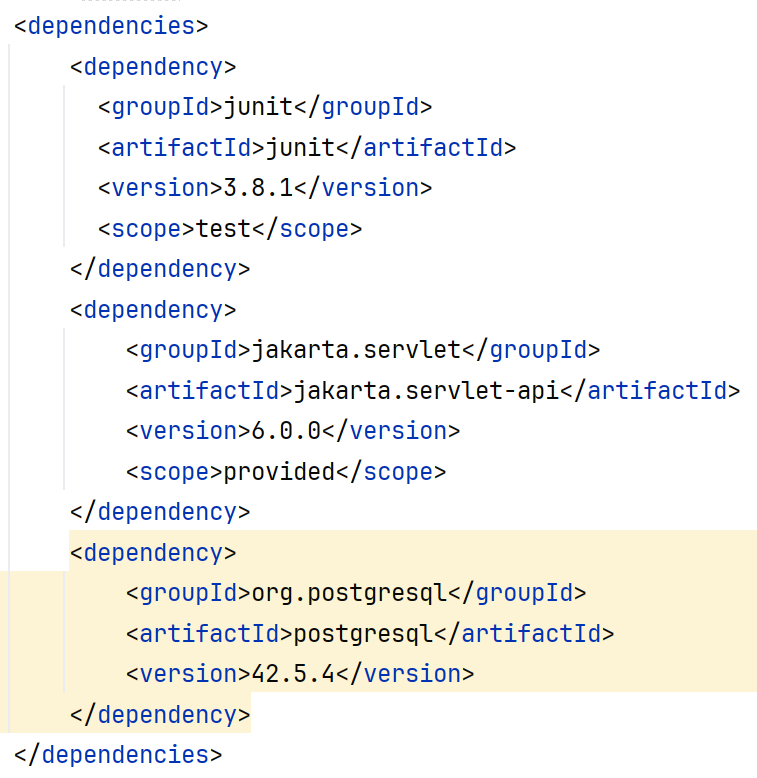 <dependencies>
<dependency>
<groupId>junit</groupId>
<artifactId>junit</artifactId>
<version>3.8.1</version>
<scope>test</scope>
</dependency>
<dependency>
<groupId>jakarta.servlet</groupId>
<artifactId>jakarta.servlet-api</artifactId>
<version>6.0.0</version>
<scope>provided</scope>
</dependency>
<dependency>
<groupId>org.postgresql</groupId>
<artifactId>postgresql</artifactId>
<version>42.5.4</version>
</dependency>
</dependencies>